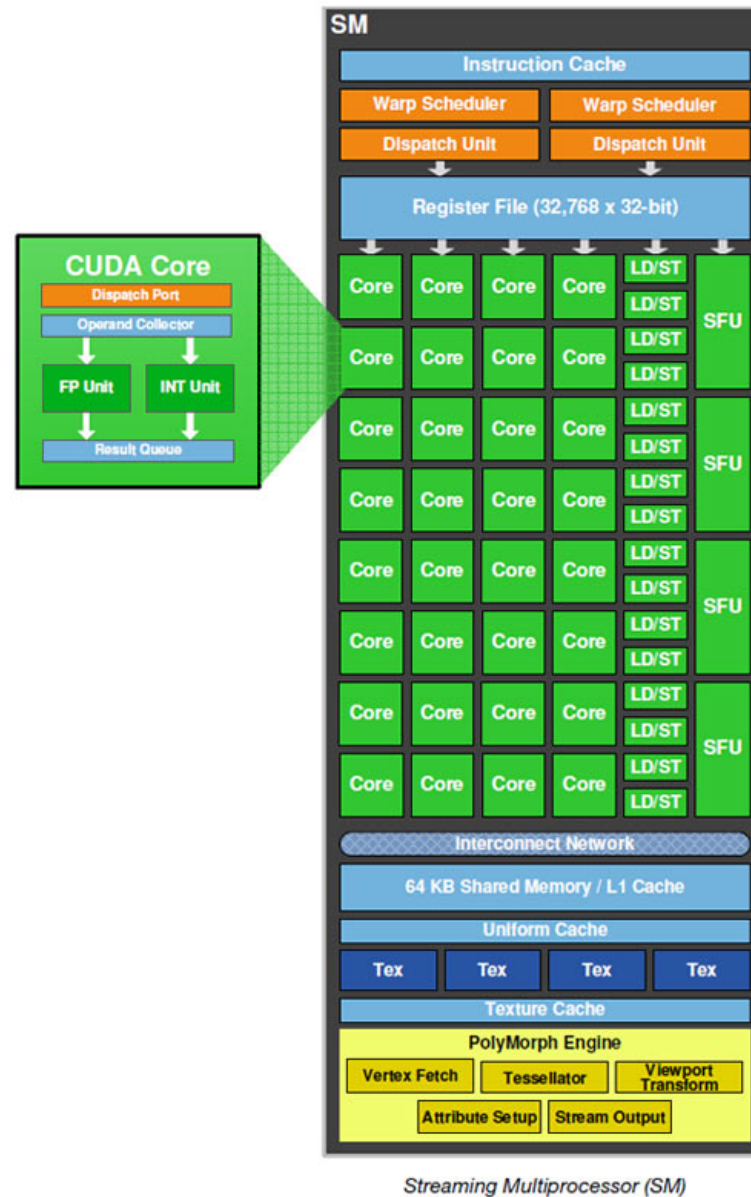 SM
Instruction Cache
Warp Scheduler Warp Scheduler
Dispatch Unit Dispatch Unit
Register File (32,768 x 32-bit)
CUDA Core
Dispatch Port
Operand Collector
FP Unit INT Unit
Result Queue
Core Core Core Core LD/ST
LD/ST
SFU
Core Core Core Core LD/ST
LD/ST
Core Core Core Core LD/ST
LD/ST
SFU
Core Core Core Core LD/ST
LD/ST
Core Core Core Core LD/ST
LD/ST
SFU
Core Core Core Core LD/ST
LD/ST
Core Core Core Core LD/ST
LD/ST
SFU
Core Core Core Core LD/ST
LD/ST
Interconnect Network
64 KB Shared Memory / L1 Cache
Uniform Cache
Tex Tex Tex Tex
Texture Cache
PolyMorph Engine
Vertex Fetch Tessellator Viewport
Transform
Attribute Setup Stream Output
Streaming Multiprocessor (SM)